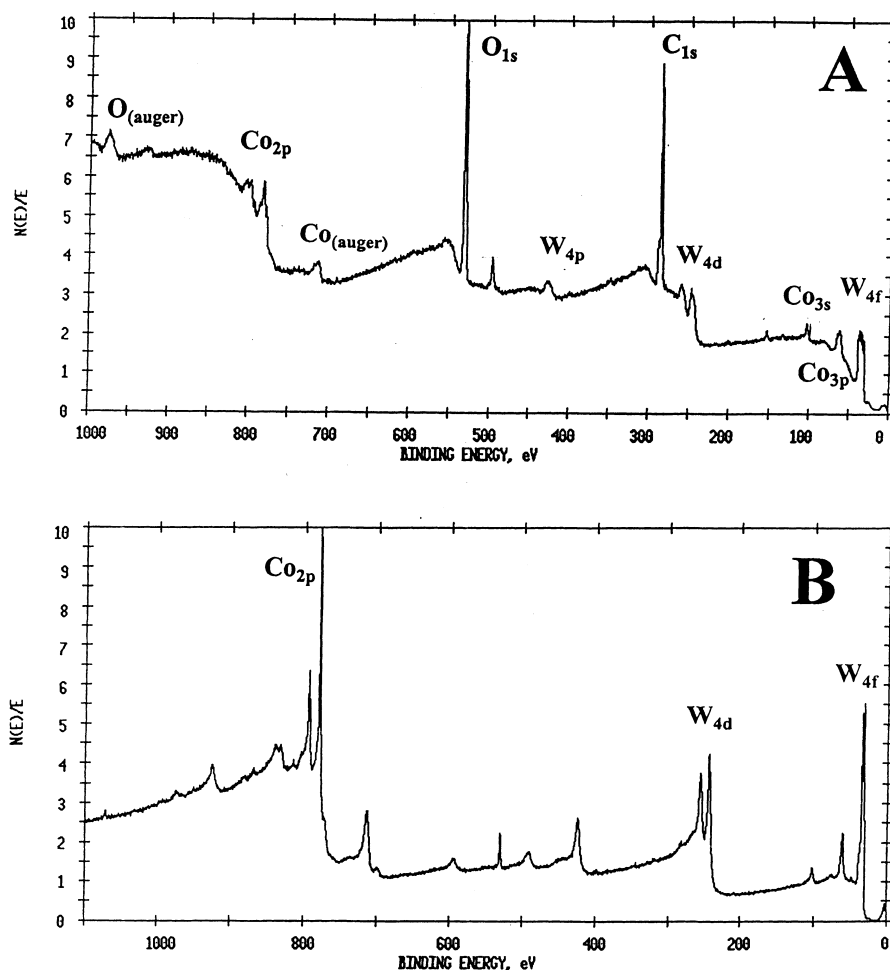 A
O1s
C1s
O(auger)
Co2p
Co(auger)
W4p
W4d
Co3s
W4f
Co3p
N(E)/E
10
9
8
7
6
5
4
3
2
1
0
1000 900 800 700 600 500 400 300 200 100 0
BINDING ENERGY, eV
B
Co2p
W4d
W4f
N(E)/E
10
9
8
7
6
5
4
3
2
1
0
1000 800 600 400 200 0
BINDING ENERGY, eV